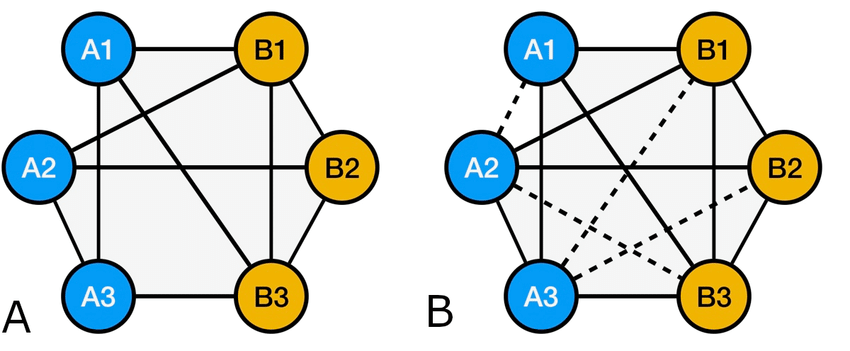 A1 B1
A2 B2
A3 B3
A
A1 B1
A2 B2
A3 B3
B